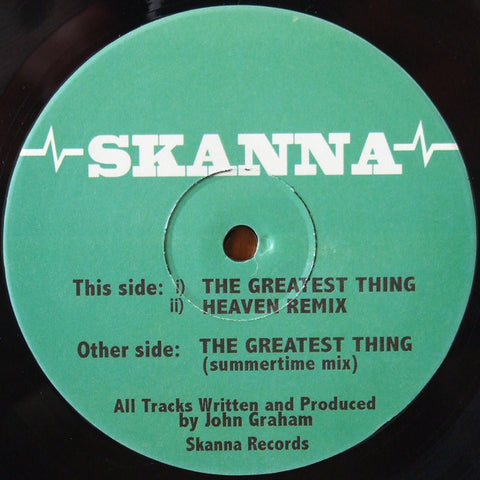 SKANNA
This side: i) THE GREATEST THING
ii) HEAVEN REMIX
Other side: THE GREATEST THING
(summertime mix)
All Tracks Written and Produced
by John Graham
Skanna Records